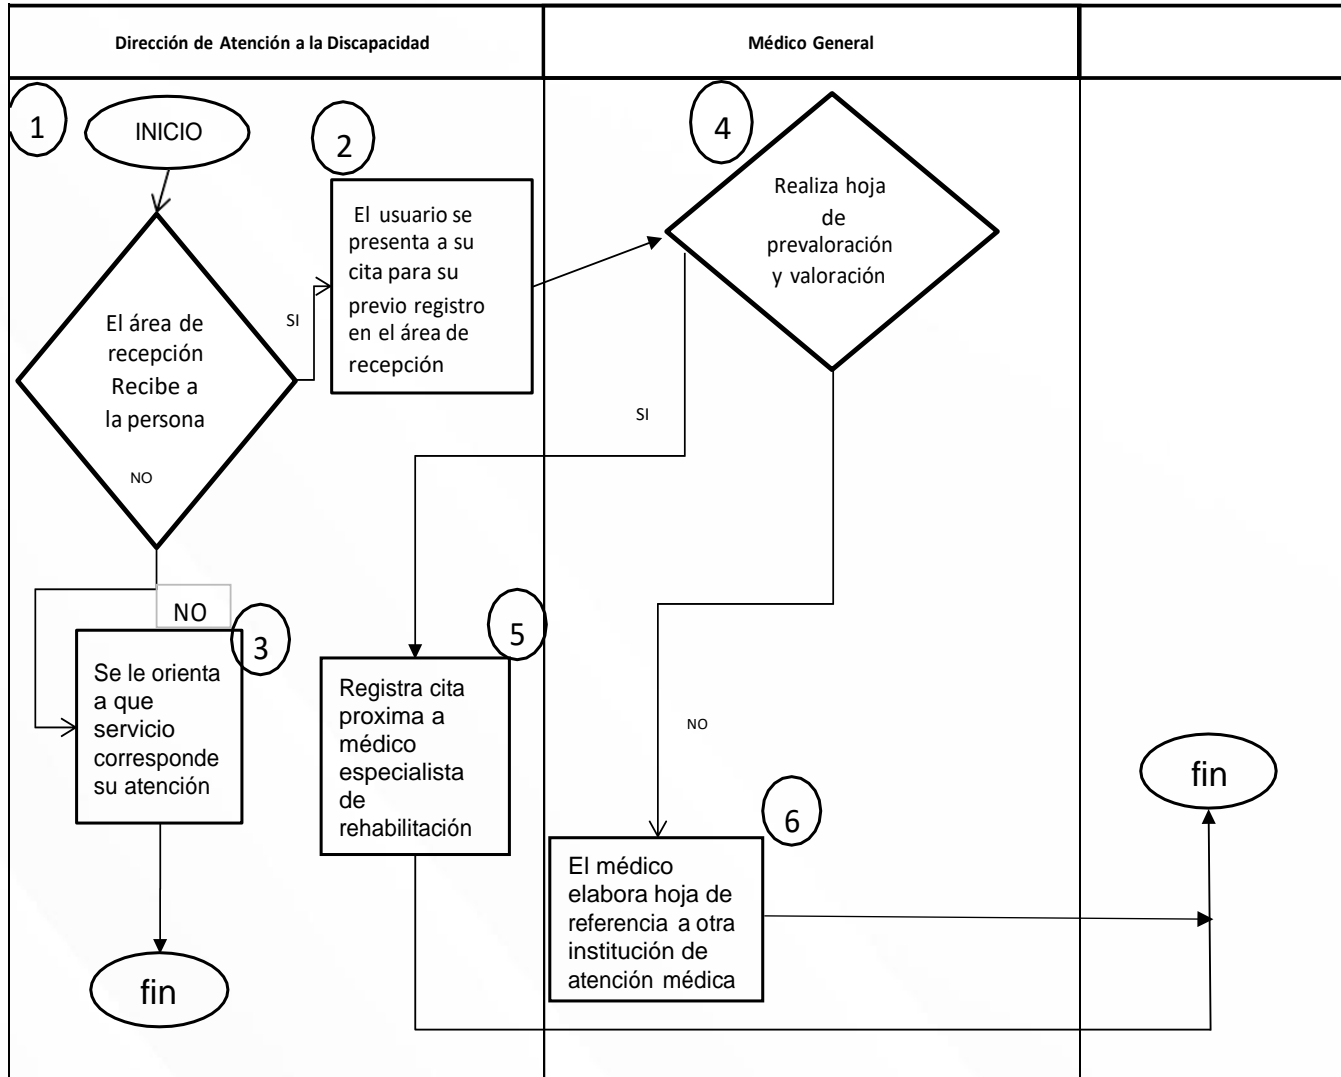 Dirección de Atención a la Discapacidad
Médico General
1
INICIO
2
El usuario se
presenta a su
cita para su
previo registro
en el área de
recepción
4
Realiza hoja
de
prevaloración
y valoración
El área de
recepción
Recibe a
la persona
NO
SI
SI
NO
3
Se le orienta
a que
servicio
corresponde
su atención
fin
5
Registra cita
proxima a
médico
especialista
de
rehabilitación
NO
6
El médico
elabora hoja de
referencia a otra
institución de
atención médica
fin